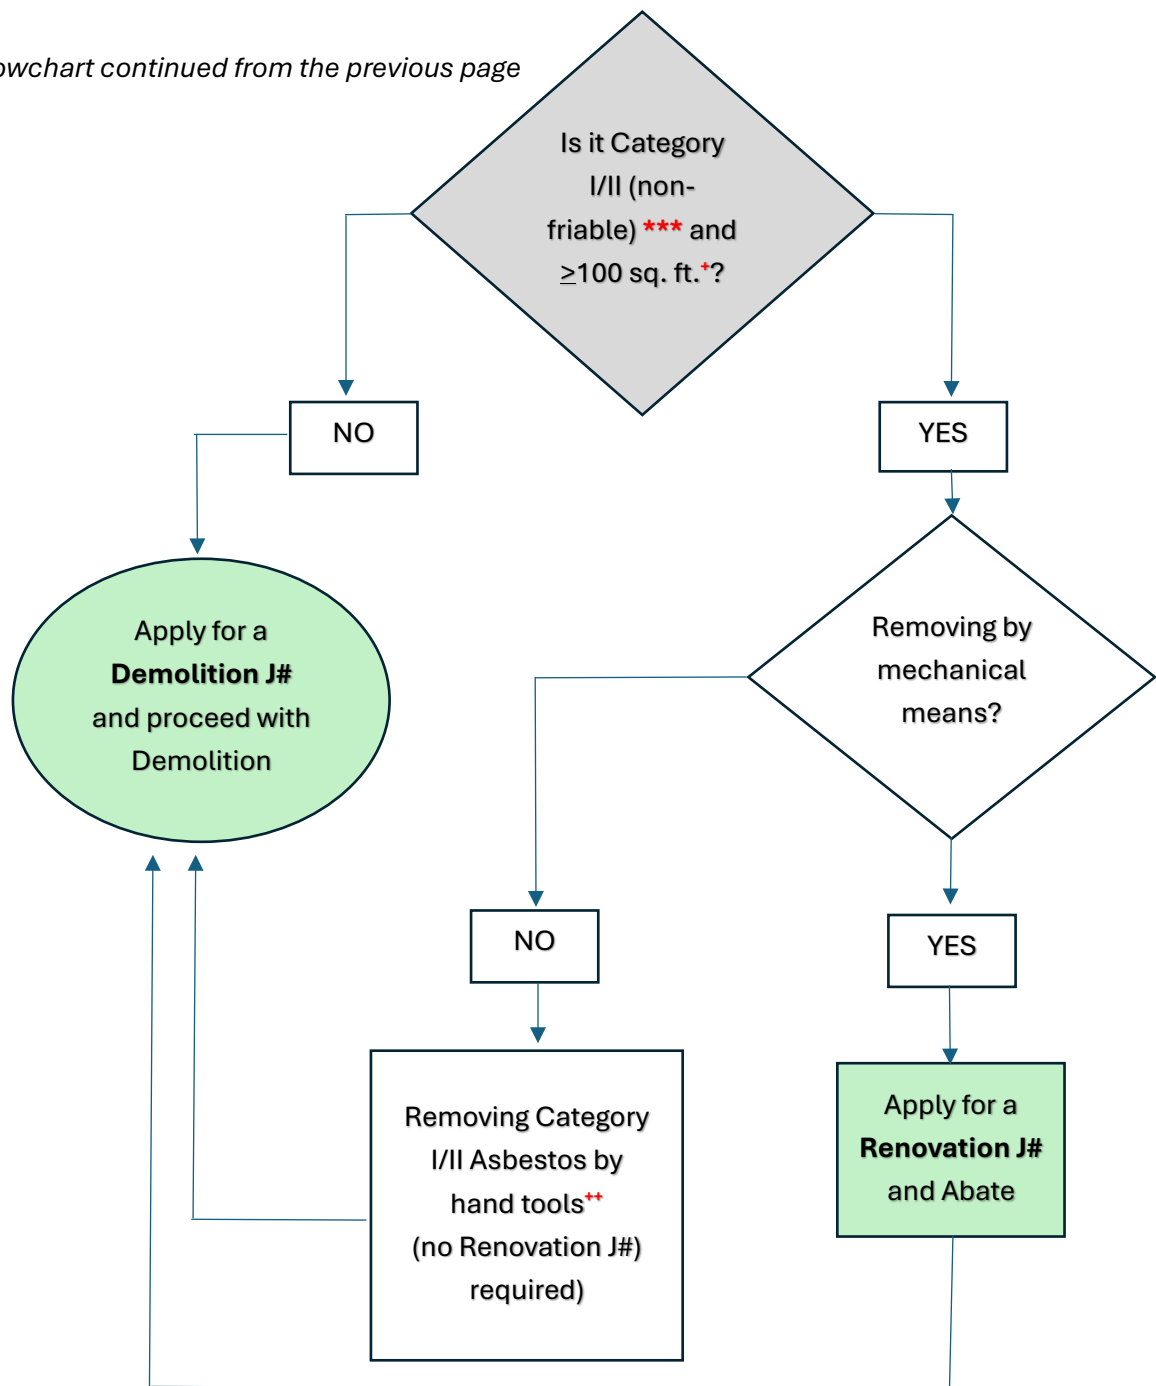 owchart continued from the previous page
Is it Category
I/II (non-
friable) *** and
≥100 sq. ft.+?
NO
YES
Apply for a
Demolition J#
and proceed with
Demolition
Removing by
mechanical
means?
NO
YES
Removing Category
I/II Asbestos by
hand tools++
(no Renovation J#)
required)
Apply for a
Renovation J#
and Abate